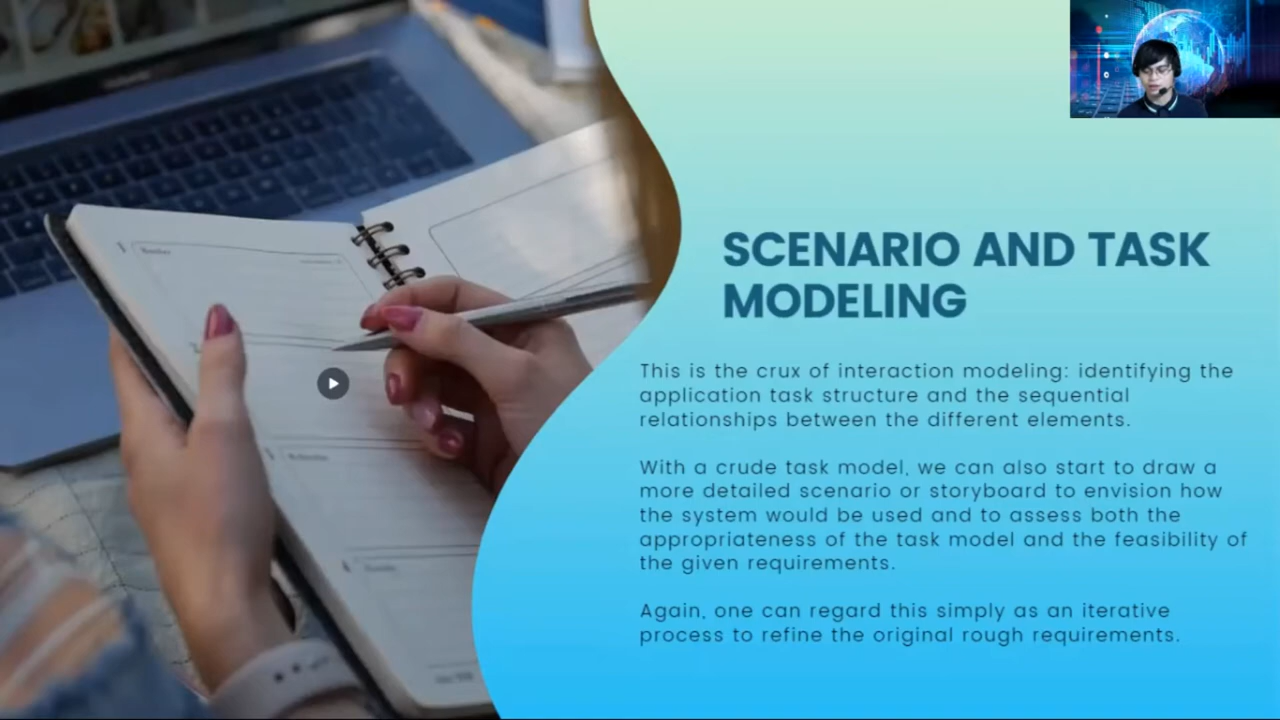 SCENARIO AND TASK
MODELING
This is the crux of interaction modeling: identifying the
application task structure and the sequential
relationships between the different elements.
With a crude task model, we can also start to draw a
more detailed scenario or storyboard to envision how
the system would be used and to assess both the
appropriateness of the task model and the feasibility of
the given requirements.
Again, one can regard this simply as an iterative
process to refine the original rough requirements.